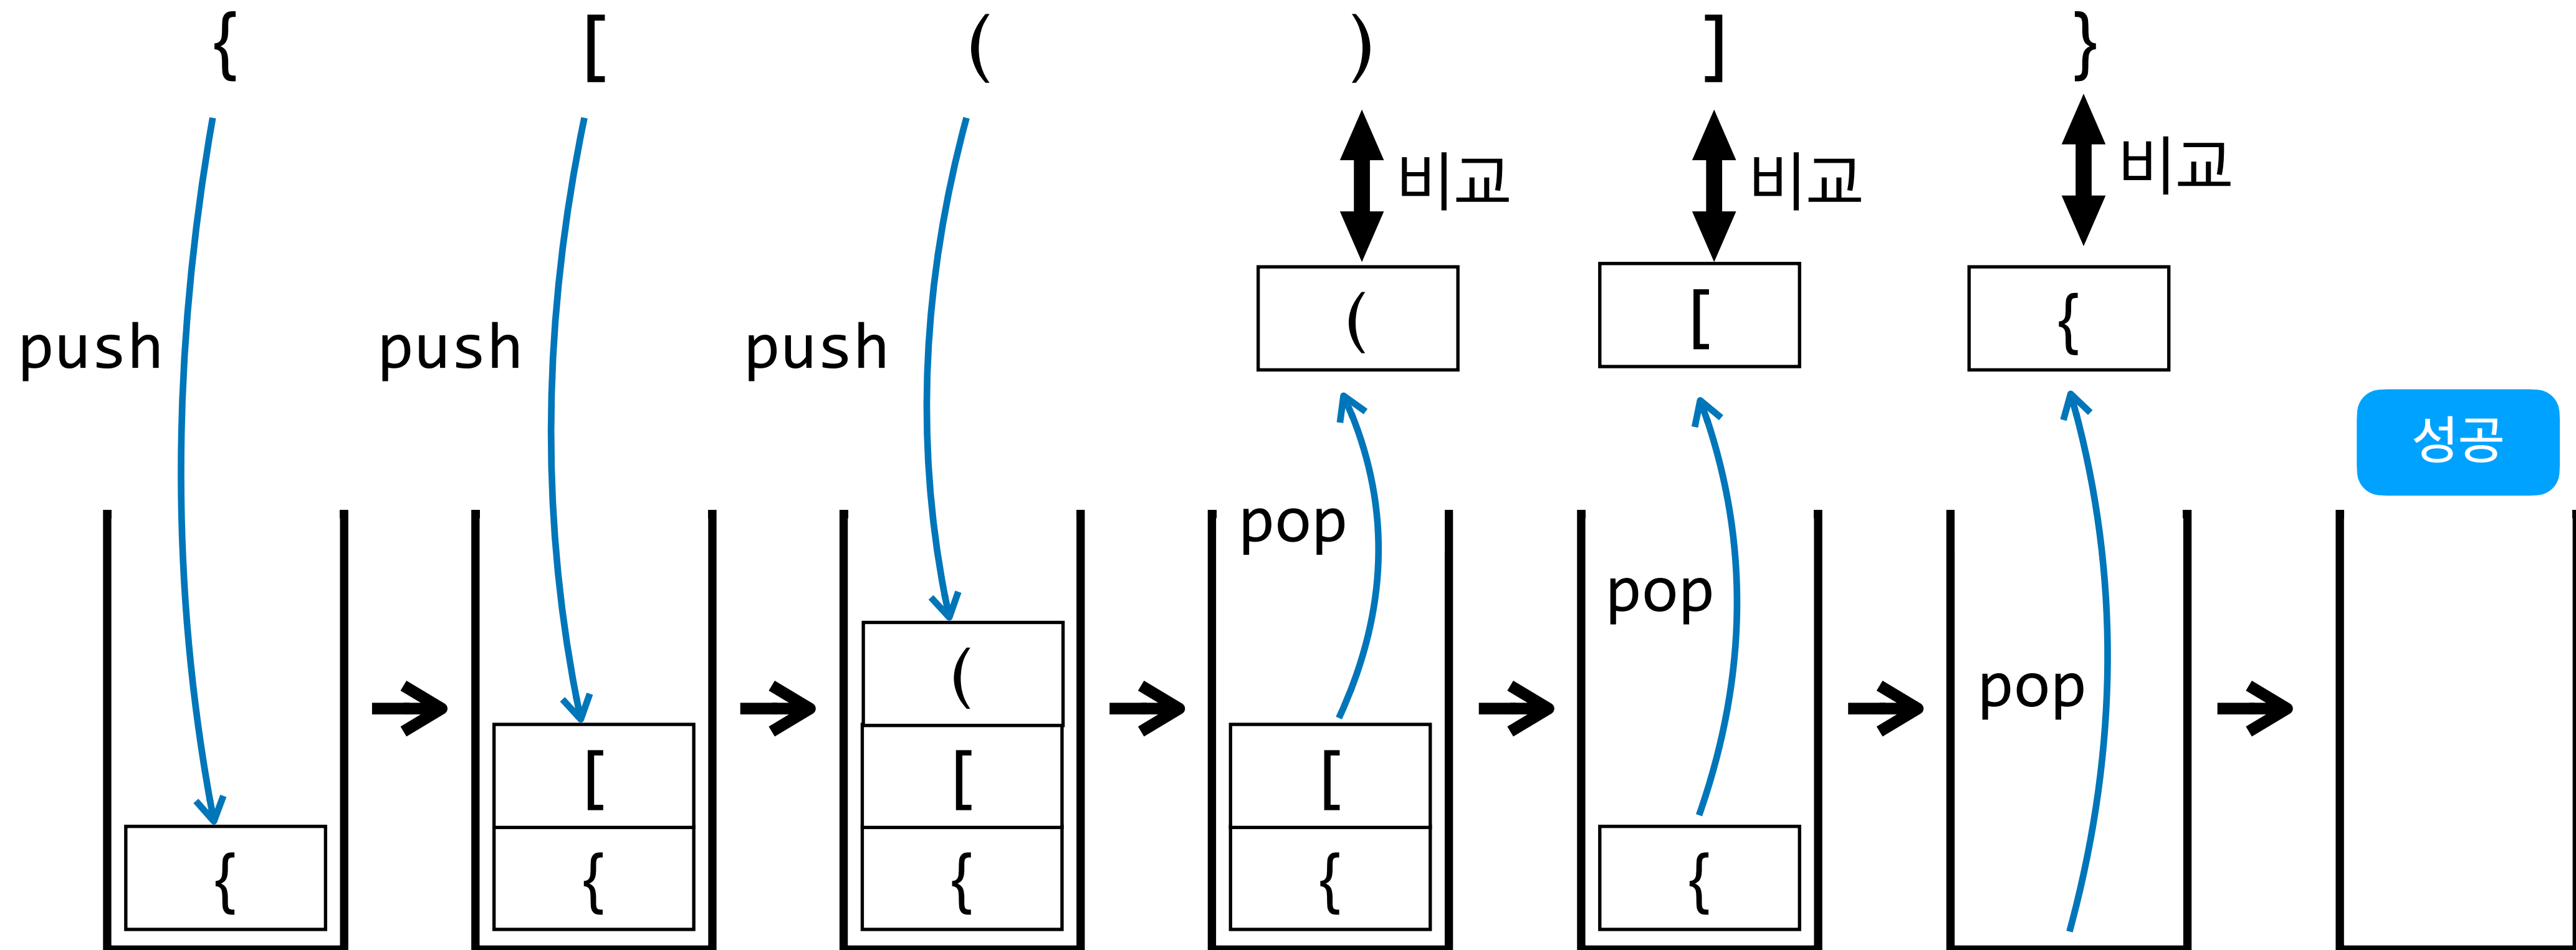 { [ ( ) ] }
비교 비교 비교
( [ {
push push push
성공
pop
pop
(
pop
[ [ [
{ { { { {